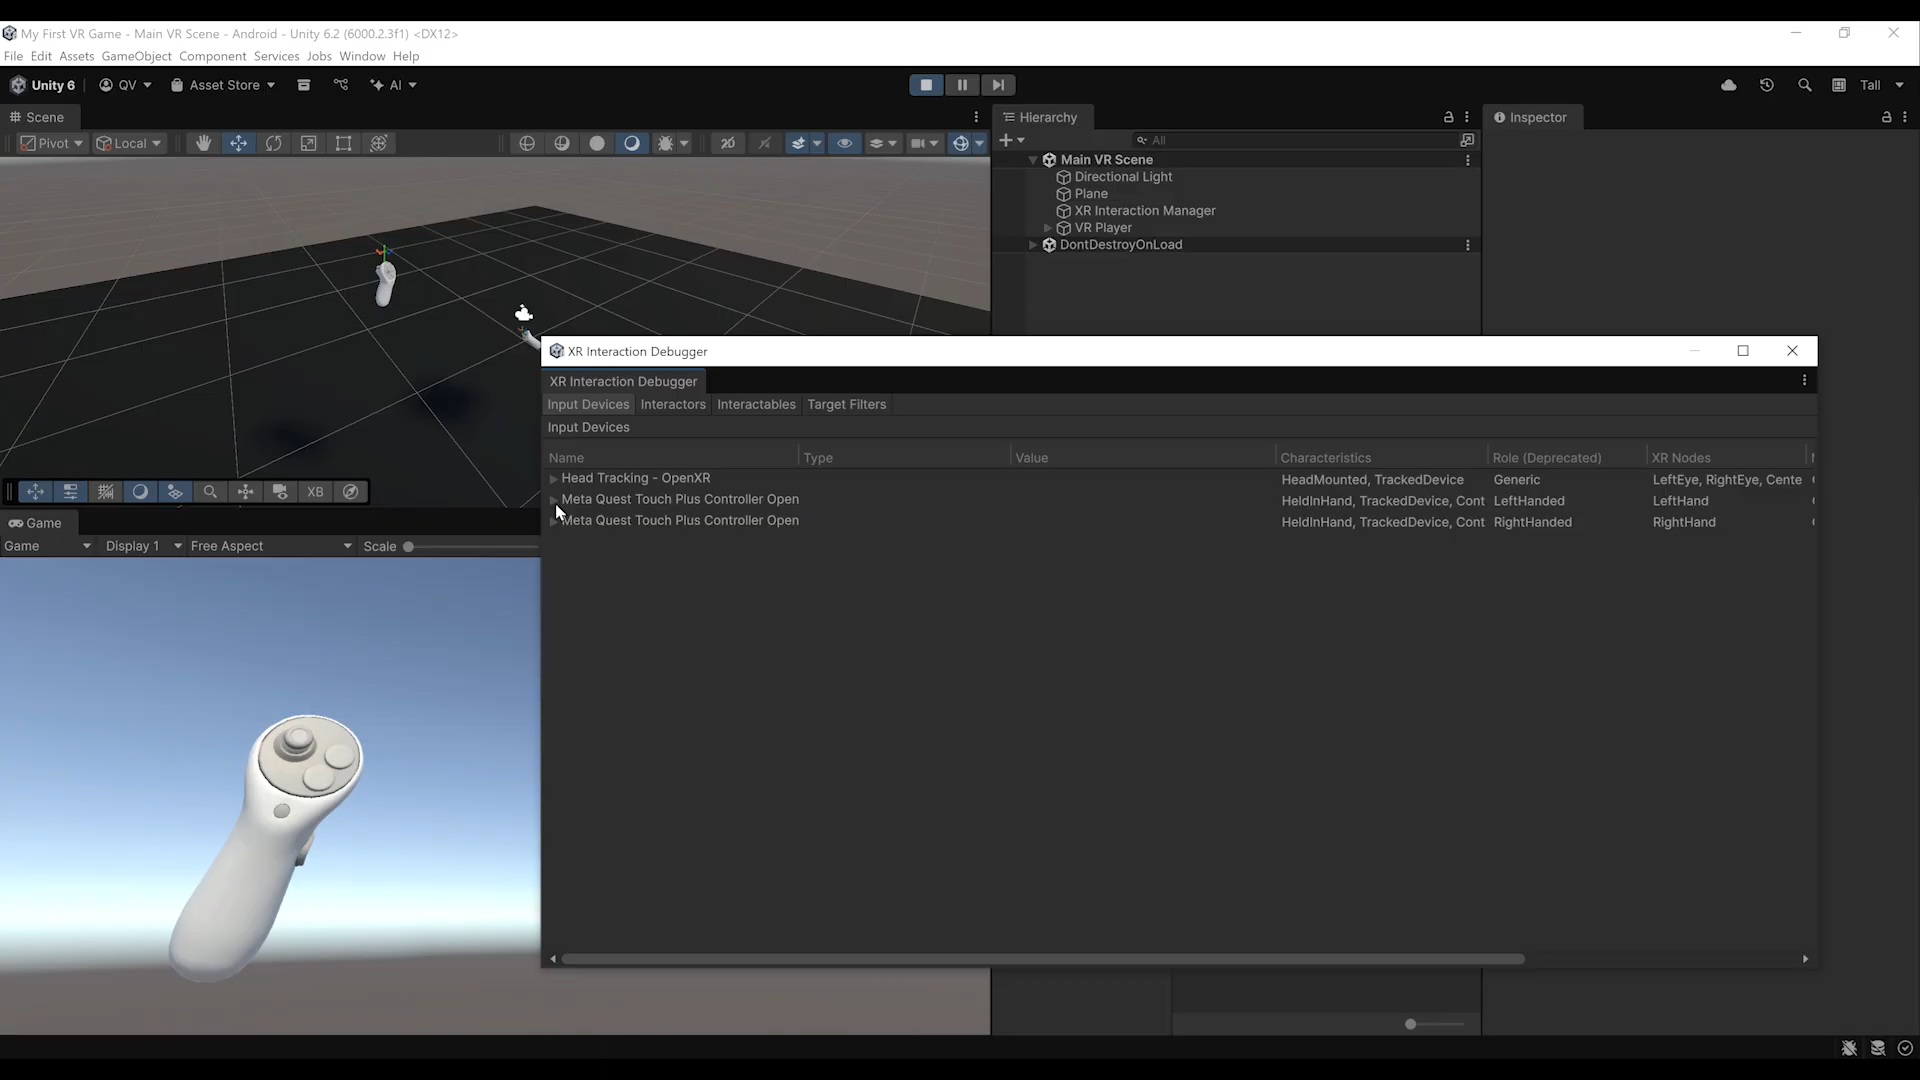 My First VR Game - Main VR Scene - Android - Unity 6.2 (6000.2.3f1) <DX12>
File Edit Assets GameObject Component Services Jobs Window Help
Unity 6 QV Asset Store AI Tall
Scene Hierarchy Inspector
Pivot Local 2D All
Main VR Scene
Directional Light
Plane
XR Interaction Manager
VR Player
DontDestroyOnLoad
XR Interaction Debugger
XR Interaction Debugger
Input Devices Interactors Interactables Target Filters
Input Devices
Name Type Value Characteristics Role (Deprecated) XR Nodes
Head Tracking - OpenXR HeadMounted, TrackedDevice Generic LeftEye, RightEye, Cente
Meta Quest Touch Plus Controller Open HeldInHand, TrackedDevice, Cont LeftHanded LeftHand
Meta Quest Touch Plus Controller Open HeldInHand, TrackedDevice, Cont RightHanded RightHand
XB
Game
Game Display 1 Free Aspect Scale